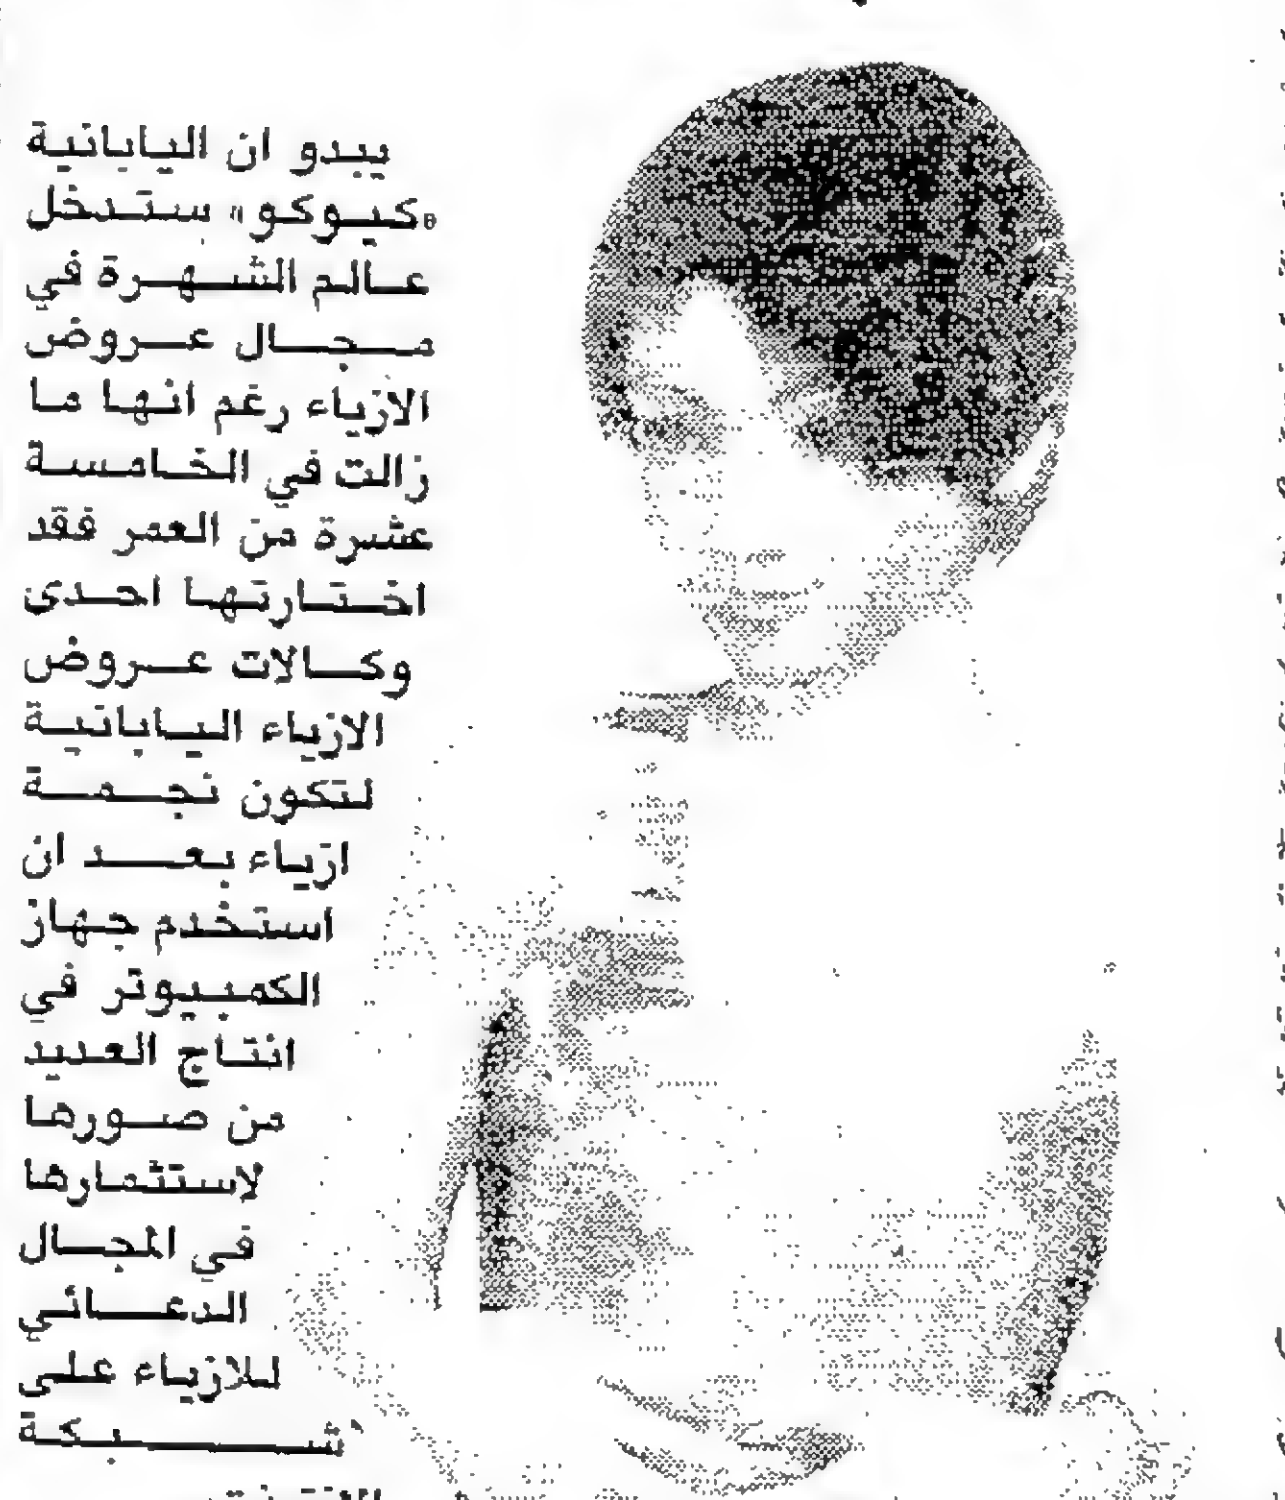 يبدو ان اليابانية
«كيوكو» ستدخل
عالم الشهرة في
مجال عروض
الازياء رغم انها ما
زالت في الخامسة
عشرة من العمر فقد
اختارتها احدى
وكالات عروض
الازياء اليابانية
لتكون نجمة
ازياء بعد ان
استخدم جهاز
الكمبيوتر في
انتاج العديد
من صورها
لاستثمارها
في المجال
الدعائي
للازياء على
شبكة